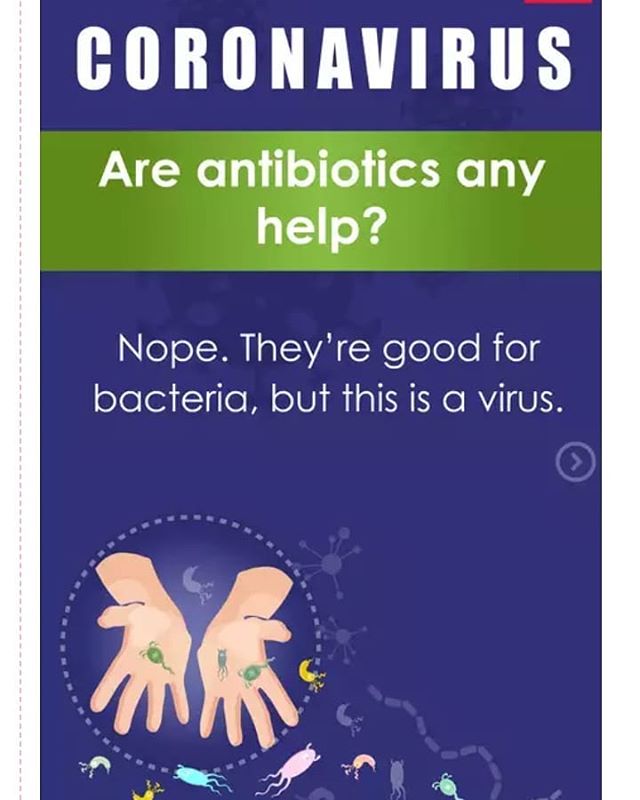 CORONAVIRUS
Are antibiotics any
help?
Nope. They’re good for
bacteria, but this is a virus.